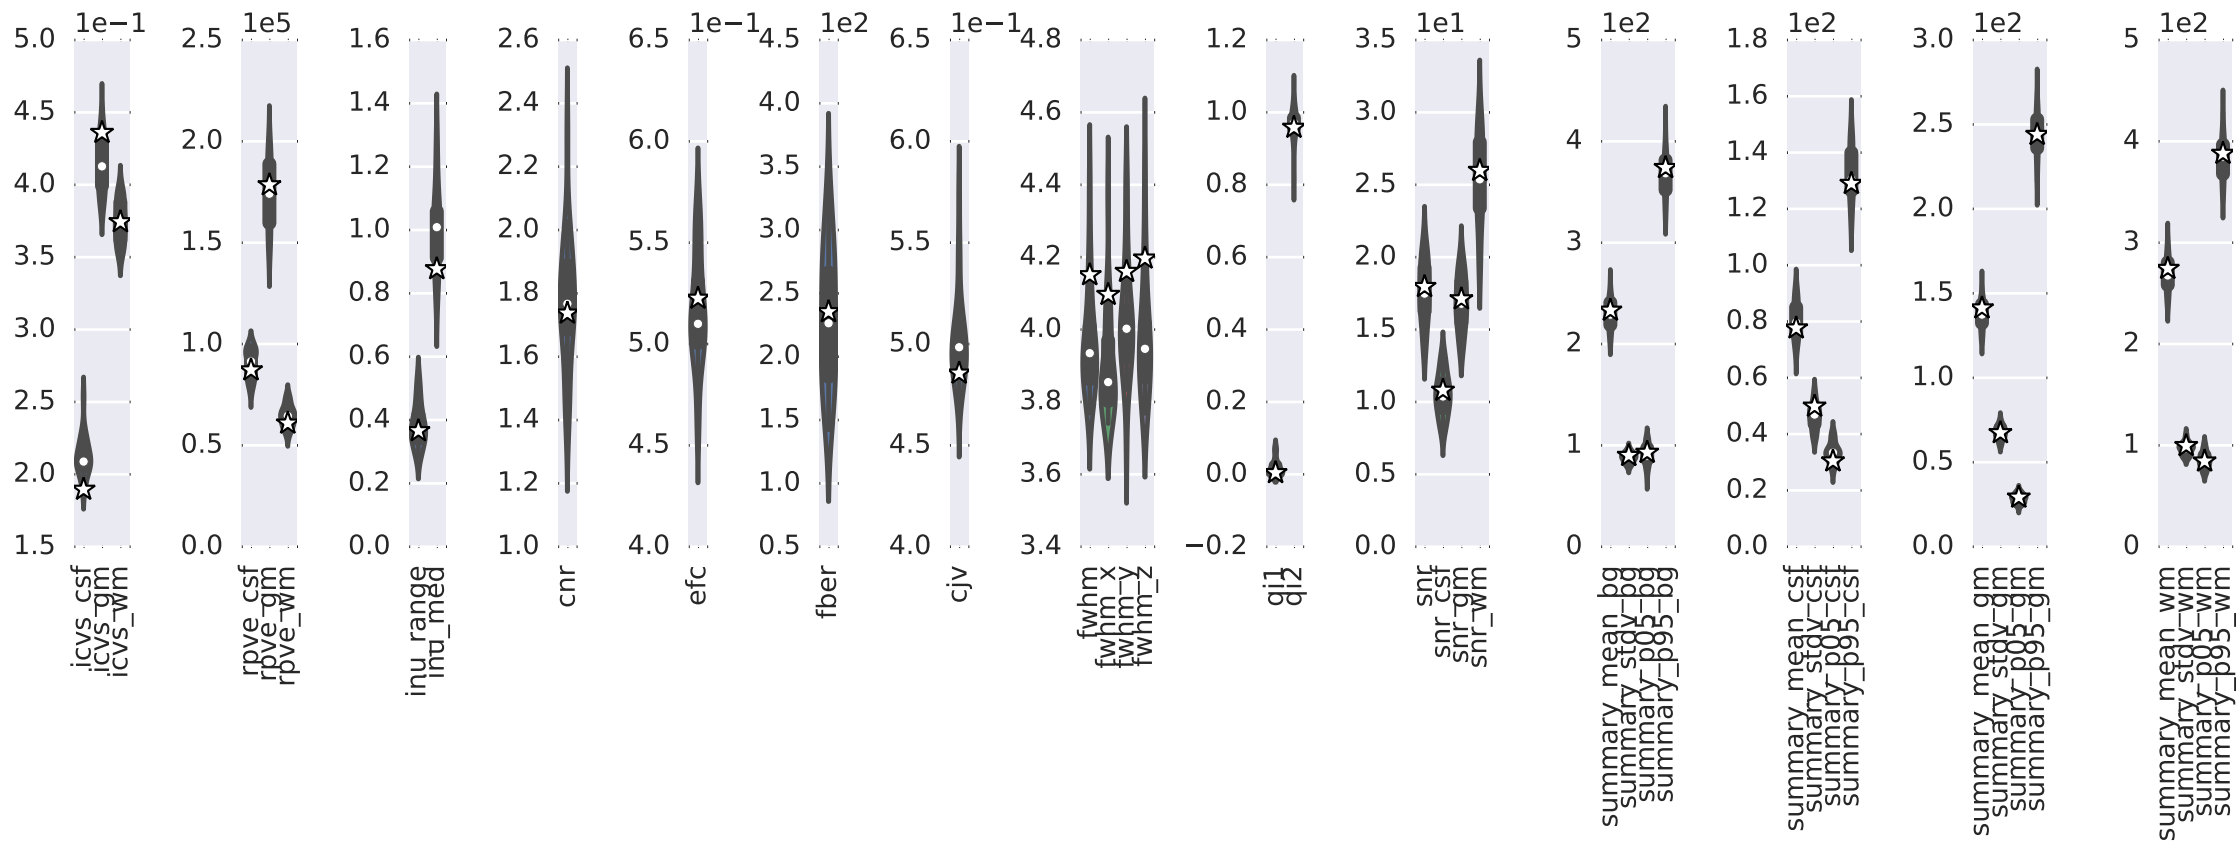 1e−1
5.0
4.5
4.0
3.5
3.0
2.5
2.0
1.5
icvs_csf
icvs_gm
icvs_wm
1e5
2.5
2.0
1.5
1.0
0.5
0.0
rpve_csf
rpve_gm
rpve_wm
1.6
1.4
1.2
1.0
0.8
0.6
0.4
0.2
0.0
inu_range
inu_med
2.6
2.4
2.2
2.0
1.8
1.6
1.4
1.2
1.0
cnr
1e−1
6.5
6.0
5.5
5.0
4.5
4.0
efc
1e2
4.5
4.0
3.5
3.0
2.5
2.0
1.5
1.0
0.5
fber
1e−1
6.5
6.0
5.5
5.0
4.5
4.0
cjv
4.8
4.6
4.4
4.2
4.0
3.8
3.6
3.4
fwhm
fwhm_x
fwhm_y
fwhm_z
1.2
1.0
0.8
0.6
0.4
0.2
0.0
−0.2
qi1
qi2
1e1
3.5
3.0
2.5
2.0
1.5
1.0
0.5
0.0
snr
snr_csf
snr_gm
snr_wm
1e2
5
4
3
2
1
0
summary_mean_bg
summary_stdv_bg
summary_p05_bg
summary_p95_bg
1e2
1.8
1.6
1.4
1.2
1.0
0.8
0.6
0.4
0.2
0.0
summary_mean_csf
summary_stdv_csf
summary_p05_csf
summary_p95_csf
1e2
3.0
2.5
2.0
1.5
1.0
0.5
0.0
summary_mean_gm
summary_stdv_gm
summary_p05_gm
summary_p95_gm
1e2
5
4
3
2
1
0
summary_mean_wm
summary_stdv_wm
summary_p05_wm
summary_p95_wm